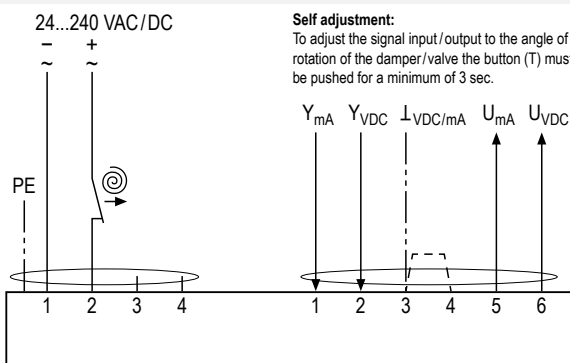 24...240 VAC/DC
− +
~ ~
PE
1 2 3 4
Self adjustment:
To adjust the signal input/output to the angle of
rotation of the damper/valve the button (T) must
be pushed for a minimum of 3 sec.
YmA YVDC ⊥VDC/mA UmA UVDC
1 2 3 4 5 6